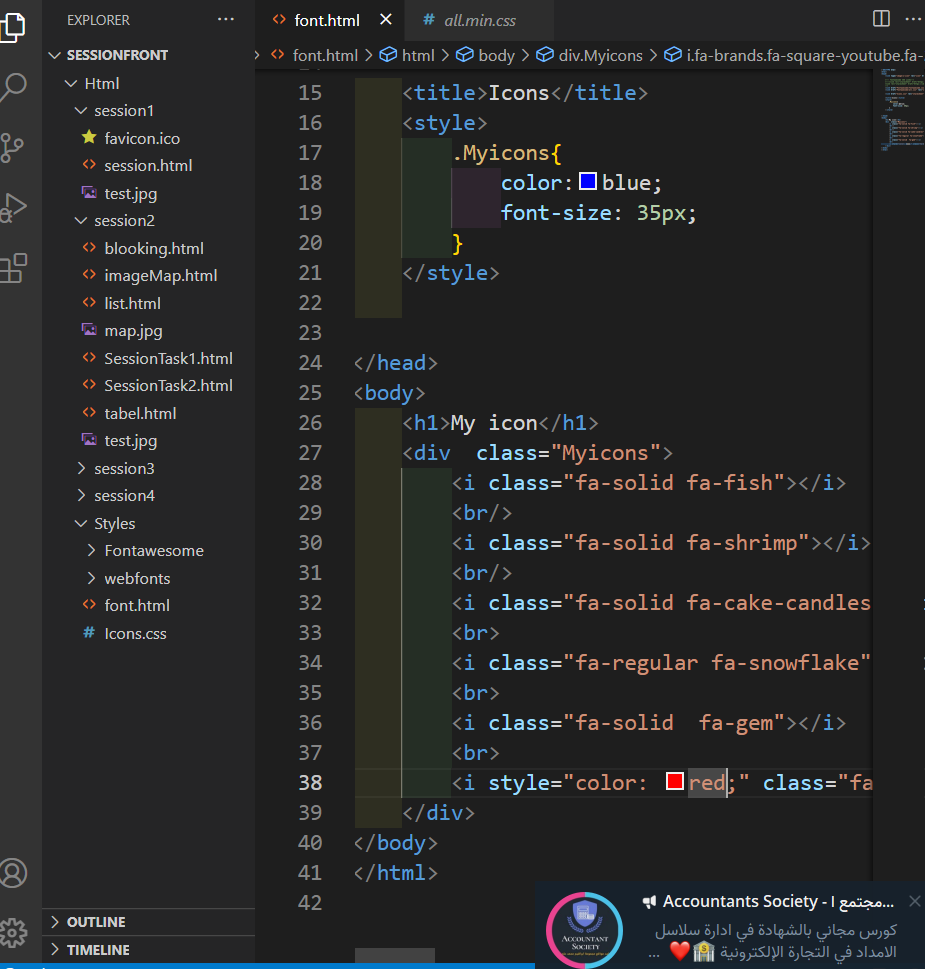 EXPLORER
SESSIONFRONT
Html
session1
favicon.ico
session.html
test.jpg
session2
blooking.html
imageMap.html
list.html
map.jpg
SessionTask1.html
SessionTask2.html
tabel.html
test.jpg
session3
session4
Styles
Fontawesome
webfonts
font.html
Icons.css
OUTLINE
TIMELINE
font.html
all.min.css
font.html > html > body > div.Myicons > i.fa-brands.fa-square-youtube.fa-
15 <title>Icons</title>
16 <style>
17 .Myicons{
18 color: blue;
19 font-size: 35px;
20 }
21 </style>
22
23
24 </head>
25 <body>
26 <h1>My icon</h1>
27 <div  class="Myicons">
28 <i class="fa-solid fa-fish"></i>
29 <br/>
30 <i class="fa-solid fa-shrimp"></i>
31 <br/>
32 <i class="fa-solid fa-cake-candles
33 <br>
34 <i class="fa-regular fa-snowflake"
35 <br>
36 <i class="fa-solid  fa-gem"></i>
37 <br>
38 <i style="color: red;" class="fa
39 </div>
40 </body>
41 </html>
42
ACCOUNTANT
SOCIETY
Accountants Society - مجتمع ا...
كورس مجاني بالشهادة في ادارة سلاسل
الامداد في التجارة الإلكترونية ...